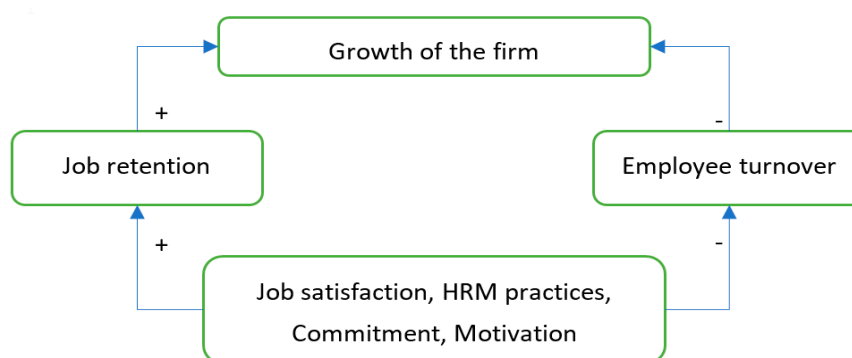 Growth of the firm
+
-
Job retention
Employee turnover
+
-
Job satisfaction, HRM practices,
Commitment, Motivation